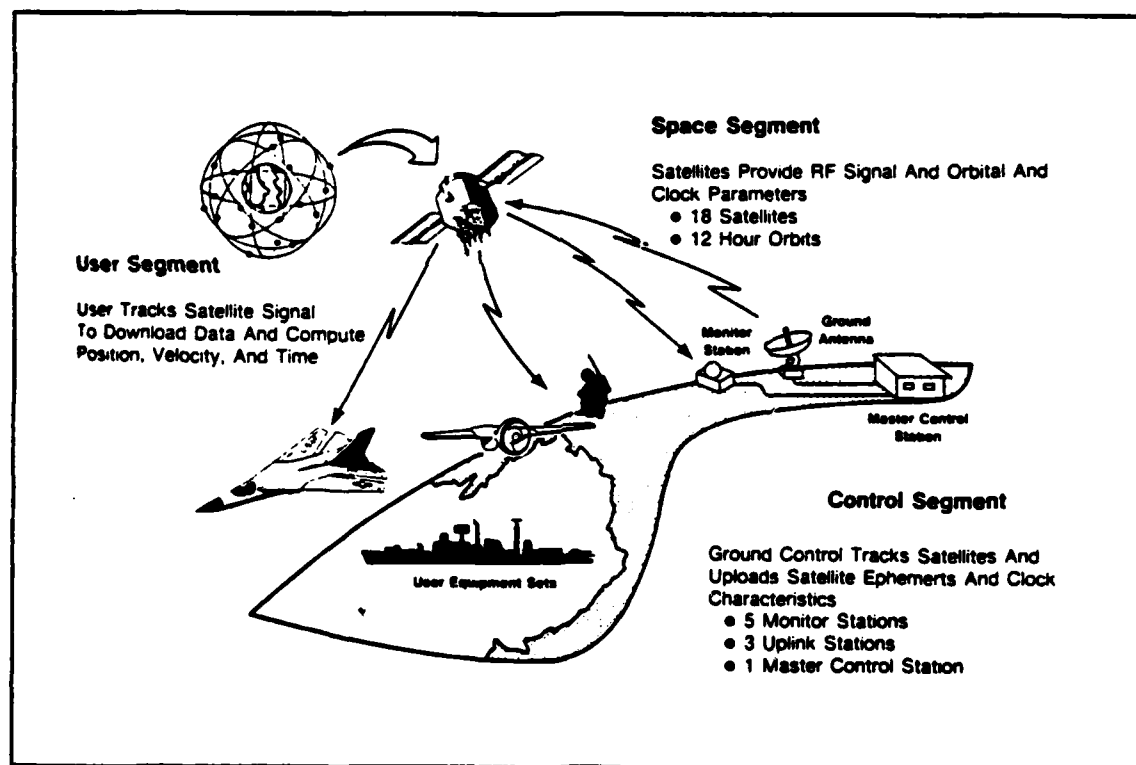 Space Segment
Satellites Provide RF Signal And Orbital And
Clock Parameters
● 18 Satellites
● 12 Hour Orbits
User Segment
User Tracks Satellite Signal
To Download Data And Compute
Position, Velocity, And Time
Monitor
Station
Ground
Antenna
Master Control
Station
User Equipment Sets
Control Segment
Ground Control Tracks Satellites And
Uploads Satellite Ephemerts And Clock
Characteristics
● 5 Monitor Stations
● 3 Uplink Stations
● 1 Master Control Station